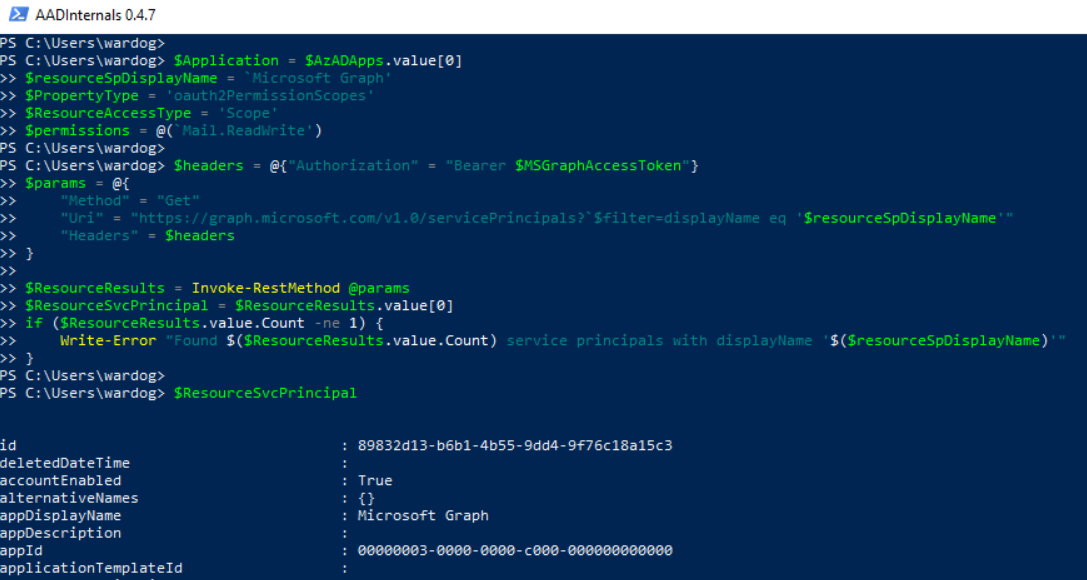 AADInternals 0.4.7
PS C:\Users\wardog>
PS C:\Users\wardog> $Application = $AzADApps.value[0]
>> $resourceSpDisplayName = `Microsoft Graph'
>> $PropertyType = 'oauth2PermissionScopes'
>> $ResourceAccessType = 'Scope'
>> $permissions = @(`Mail.ReadWrite')
PS C:\Users\wardog>
PS C:\Users\wardog> $headers = @{"Authorization" = "Bearer $MSGraphAccessToken"}
>> $params = @{
>>     "Method" = "Get"
>>     "Uri" = "https://graph.microsoft.com/v1.0/servicePrincipals?`$filter=displayName eq '$resourceSpDisplayName'"
>>     "Headers" = $headers
>> }
>>
>> $ResourceResults = Invoke-RestMethod @params
>> $ResourceSvcPrincipal = $ResourceResults.value[0]
>> if ($ResourceResults.value.Count -ne 1) {
>>     Write-Error "Found $($ResourceResults.value.Count) service principals with displayName '$($resourceSpDisplayName)'"
>> }
PS C:\Users\wardog>
PS C:\Users\wardog> $ResourceSvcPrincipal
id : 89832d13-b6b1-4b55-9dd4-9f76c18a15c3
deletedDateTime :
accountEnabled : True
alternativeNames : {}
appDisplayName : Microsoft Graph
appDescription :
appId : 00000003-0000-0000-c000-000000000000
applicationTemplateId :